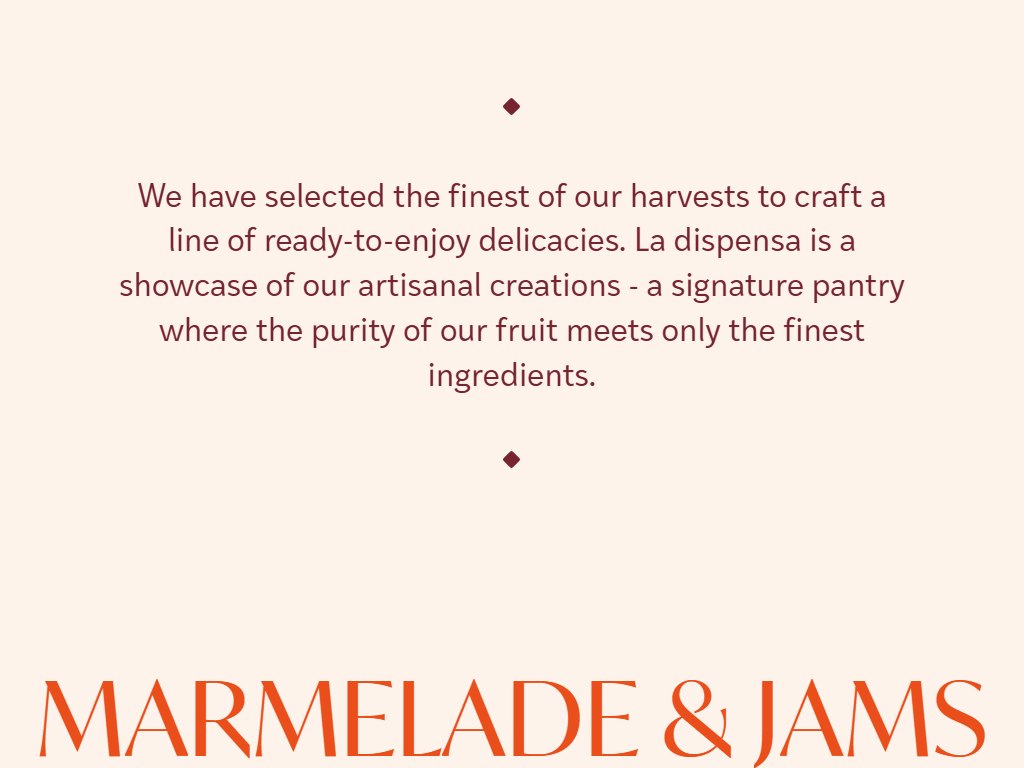 We have selected the finest of our harvests to craft a
line of ready-to-enjoy delicacies. La dispensa is a
showcase of our artisanal creations - a signature pantry
where the purity of our fruit meets only the finest
ingredients.
MARMELADE & JAMS